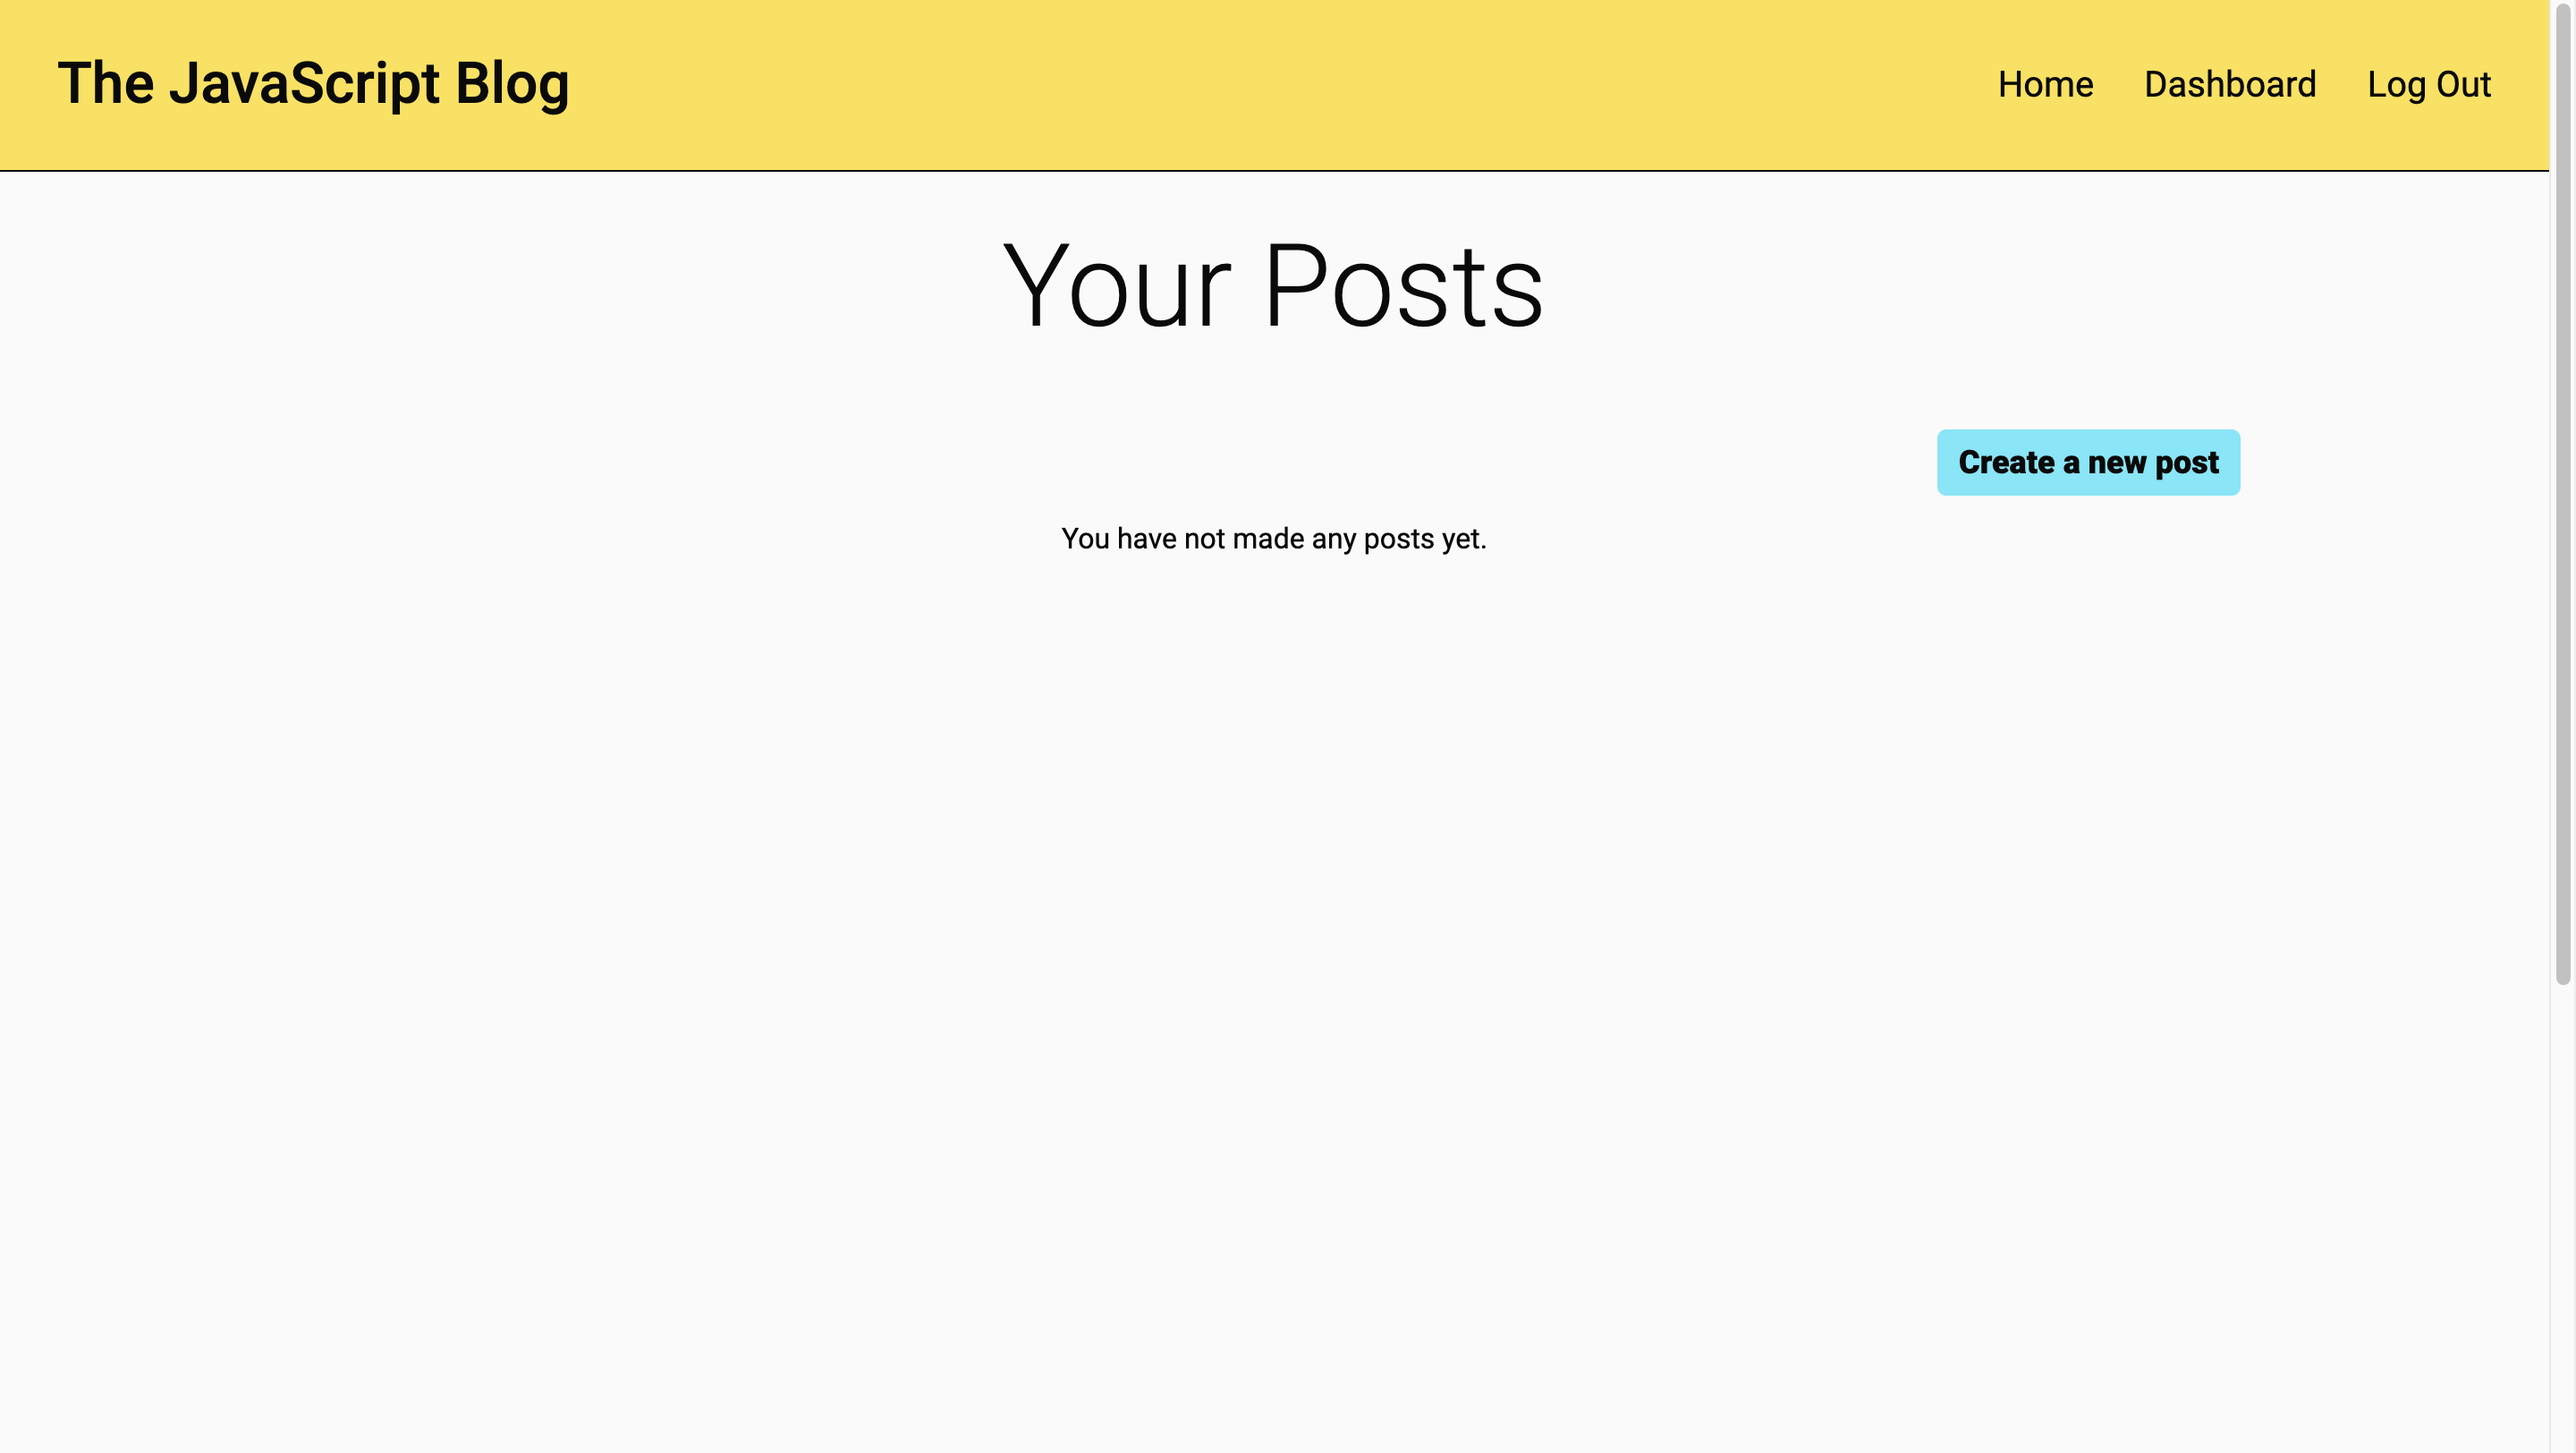 The JavaScript Blog
Home Dashboard Log Out
Your Posts
Create a new post
You have not made any posts yet.